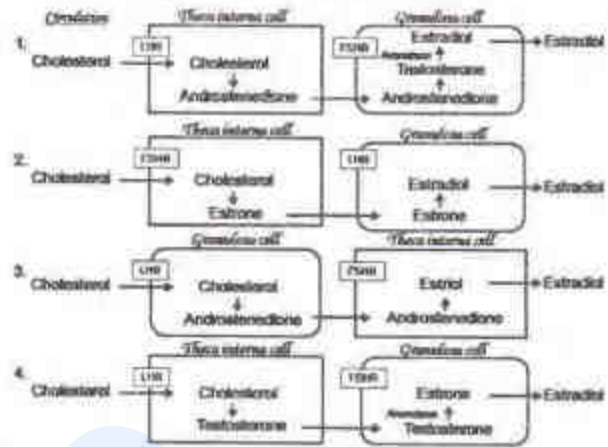 Circulation Theca interna cell Granulosa cell
1. LHR FSHR Estradiol → Estradiol
Cholesterol → Cholesterol Aromatase ↑
↓ Testosterone
↑
Androstenedione → Androstenedione
Theca interna cell Granulosa cell
2. FSHR LHR
Cholesterol → Cholesterol Estradiol → Estradiol
↓ ↑
Estrone → Estrone
Granulosa cell Theca interna cell
3. LHR FSHR
Cholesterol → Cholesterol Estriol → Estradiol
↓ ↑
Androstenedione → Androstenedione
Theca interna cell Granulosa cell
4. LHR FSHR
Cholesterol → Cholesterol Estrone → Estradiol
↓ Aromatase ↑
Testosterone → Testosterone